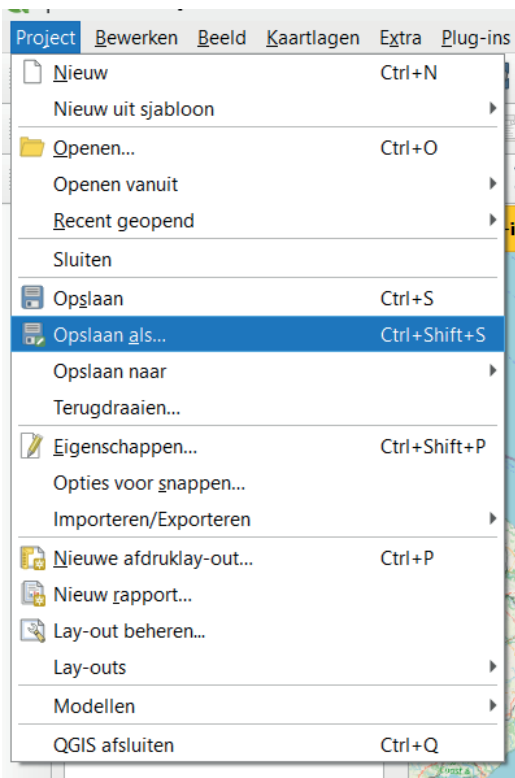 Project Bewerken Beeld Kaartlagen Extra Plug-ins
Nieuw Ctrl+N
Nieuw uit sjabloon
Openen... Ctrl+O
Openen vanuit
Recent geopend
Sluiten
Opslaan Ctrl+S
Opslaan als... Ctrl+Shift+S
Opslaan naar
Terugdraaien...
Eigenschappen... Ctrl+Shift+P
Opties voor snappen...
Importeren/Exporteren
Nieuwe afdruklay-out... Ctrl+P
Nieuw rapport...
Lay-out beheren...
Lay-outs
Modellen
QGIS afsluiten Ctrl+Q